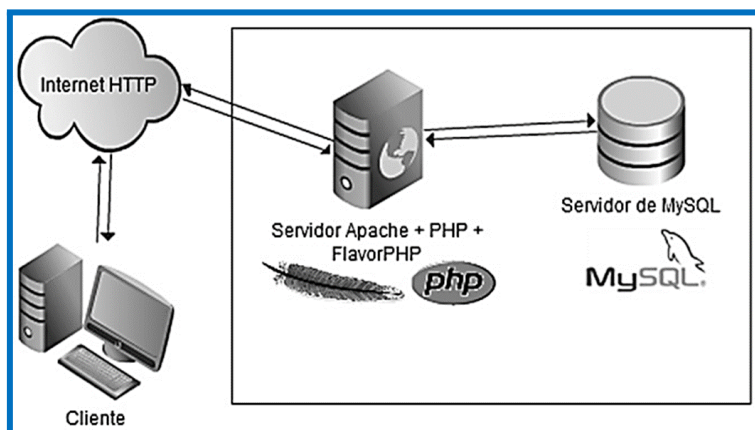 Internet HTTP
Servidor Apache + PHP +
FlavorPHP
php
Servidor de MySQL
MySQL®
Cliente